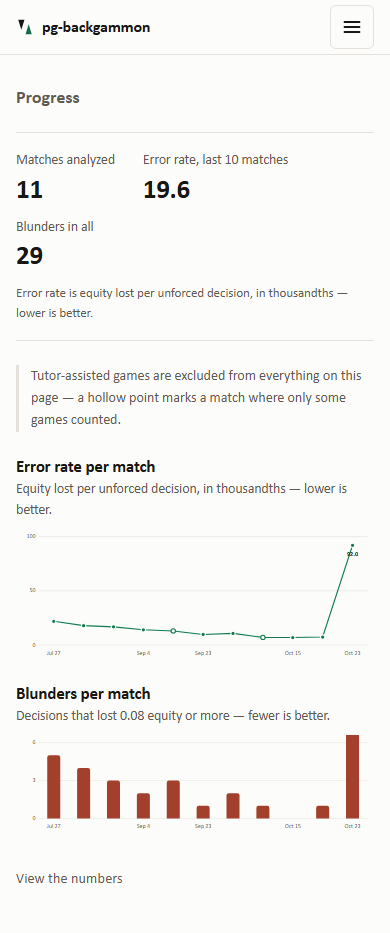 pg-backgammon
Progress
Matches analyzed
Error rate, last 10 matches
11
19.6
Blunders in all
29
Error rate is equity lost per unforced decision, in thousandths —
lower is better.
Tutor-assisted games are excluded from everything on this
page — a hollow point marks a match where only some
games counted.
Error rate per match
Equity lost per unforced decision, in thousandths — lower is
better.
100
50
0
Jul 27
Sep 4
Sep 23
Oct 15
Oct 23
Blunders per match
Decisions that lost 0.08 equity or more — fewer is better.
6
3
0
Jul 27
Sep 4
Sep 23
Oct 15
Oct 23
View the numbers